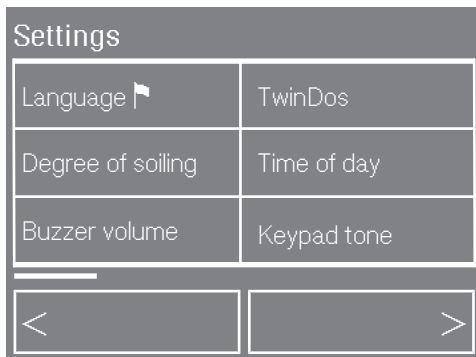 Settings
Language
TwinDos
Degree of soiling
Time of day
Buzzer volume
Keypad tone
< >